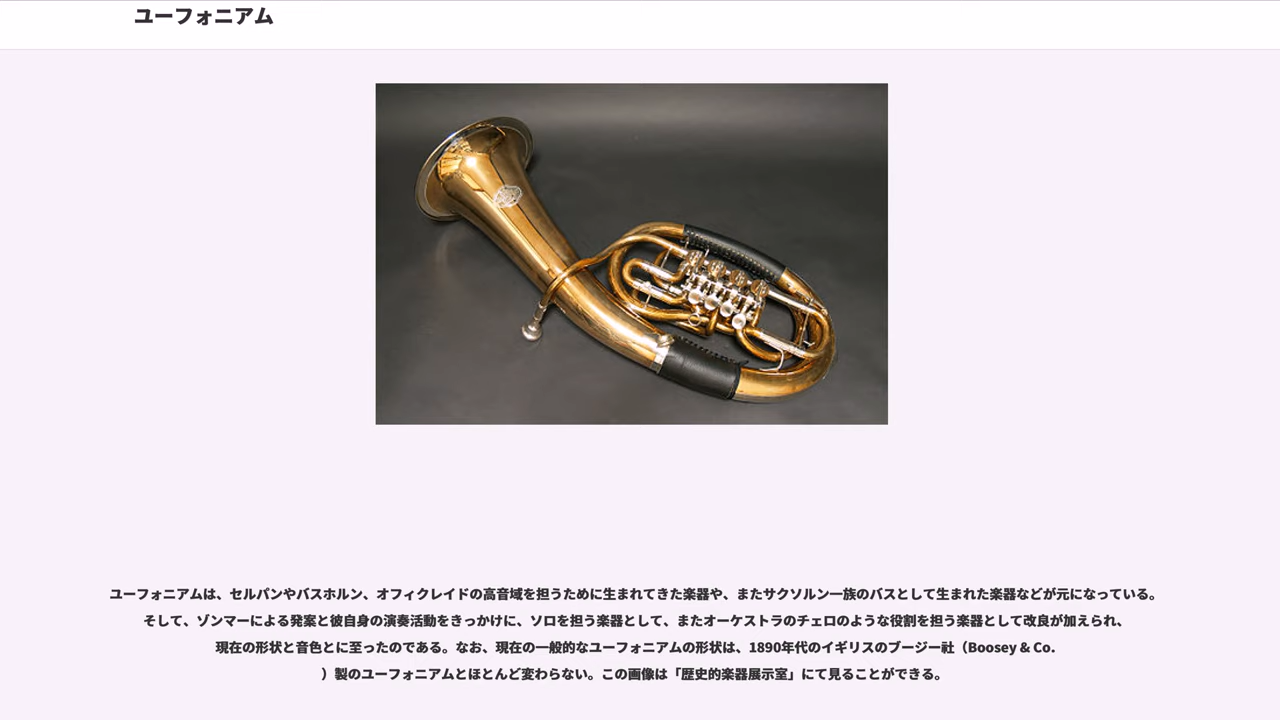 ユーフォニアム
ユーフォニアムは、セルパンやバスホルン、オフィクレイドの高音域を担うために生まれてきた楽器や、またサクソルン一族のバスとして生まれた楽器などが元になっている。
そして、ゾンマーによる発案と彼自身の演奏活動をきっかけに、ソロを担う楽器として、またオーケストラのチェロのような役割を担う楽器として改良が加えられ、
現在の形状と音色とに至ったのである。なお、現在の一般的なユーフォニアムの形状は、1890年代のイギリスのブージー社（Boosey & Co.
）製のユーフォニアムとほとんど変わらない。この画像は「歴史的楽器展示室」にて見ることができる。